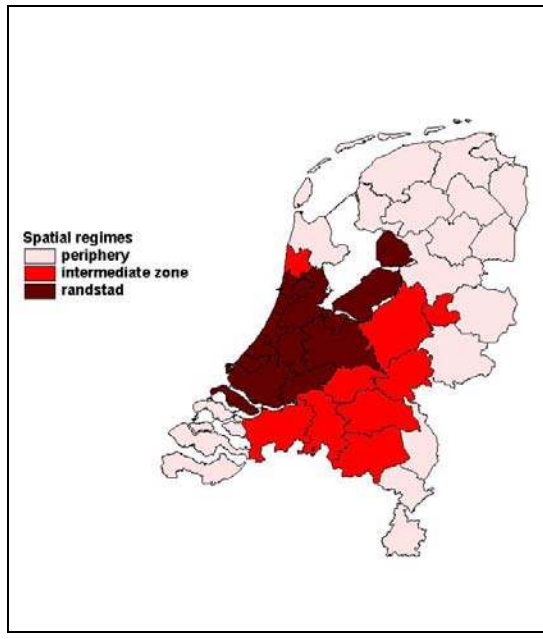 Spatial regimes
periphery
intermediate zone
randstad